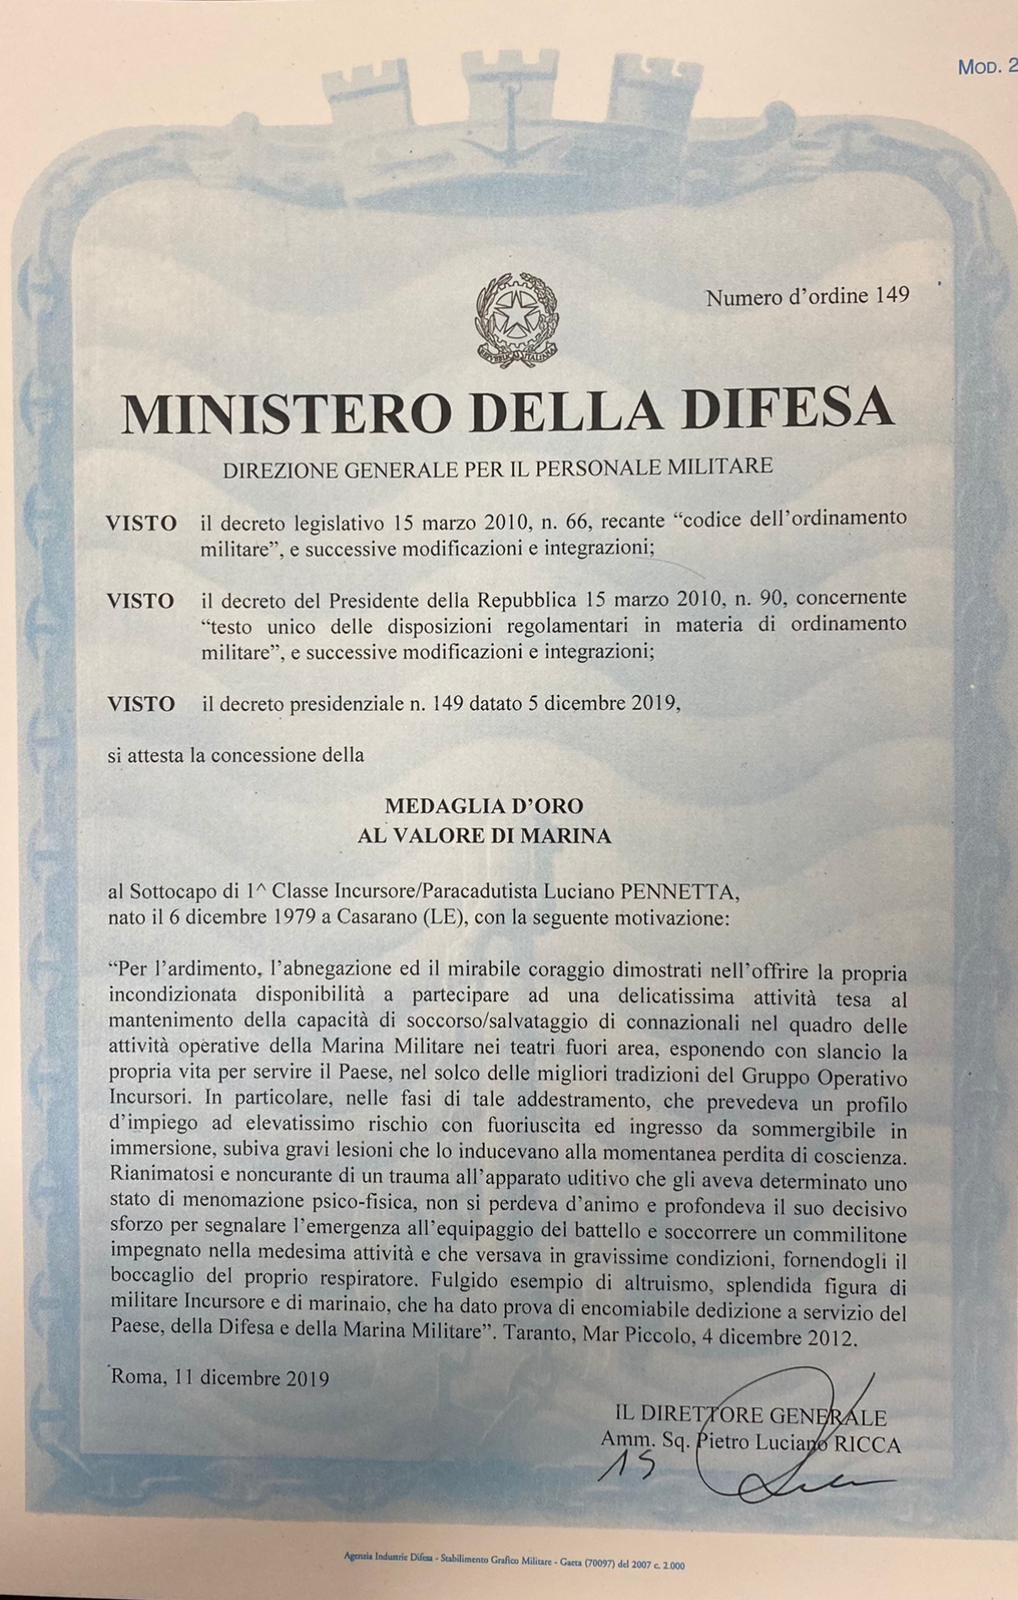 MOD. 2
REPVBBLICA ITALIANA
Numero d'ordine 149
MINISTERO DELLA DIFESA
DIREZIONE GENERALE PER IL PERSONALE MILITARE
VISTO il decreto legislativo 15 marzo 2010, n. 66, recante “codice dell'ordinamento
militare”, e successive modificazioni e integrazioni;
VISTO il decreto del Presidente della Repubblica 15 marzo 2010, n. 90, concernente
“testo unico delle disposizioni regolamentari in materia di ordinamento
militare”, e successive modificazioni e integrazioni;
VISTO il decreto presidenziale n. 149 datato 5 dicembre 2019,
si attesta la concessione della
MEDAGLIA D'ORO
AL VALORE DI MARINA
al Sottocapo di 1^ Classe Incursore/Paracadutista Luciano PENNETTA,
nato il 6 dicembre 1979 a Casarano (LE), con la seguente motivazione:
“Per l'ardimento, l'abnegazione ed il mirabile coraggio dimostrati nell'offrire la propria
incondizionata disponibilità a partecipare ad una delicatissima attività tesa al
mantenimento della capacità di soccorso/salvataggio di connazionali nel quadro delle
attività operative della Marina Militare nei teatri fuori area, esponendo con slancio la
propria vita per servire il Paese, nel solco delle migliori tradizioni del Gruppo Operativo
Incursori. In particolare, nelle fasi di tale addestramento, che prevedeva un profilo
d'impiego ad elevatissimo rischio con fuoriuscita ed ingresso da sommergibile in
immersione, subiva gravi lesioni che lo inducevano alla momentanea perdita di coscienza.
Rianimatosi e noncurante di un trauma all'apparato uditivo che gli aveva determinato uno
stato di menomazione psico-fisica, non si perdeva d'animo e profondeva il suo decisivo
sforzo per segnalare l'emergenza all'equipaggio del battello e soccorrere un commilitone
impegnato nella medesima attività e che versava in gravissime condizioni, fornendogli il
boccaglio del proprio respiratore. Fulgido esempio di altruismo, splendida figura di
militare Incursore e di marinaio, che ha dato prova di encomiabile dedizione a servizio del
Paese, della Difesa e della Marina Militare”. Taranto, Mar Piccolo, 4 dicembre 2012.
Roma, 11 dicembre 2019
IL DIRETTORE GENERALE
Amm. Sq. Pietro Luciano RICCA
Agenzia Industrie Difesa - Stabilimento Grafico Militare - Gaeta (70097) del 2007 c. 2.000